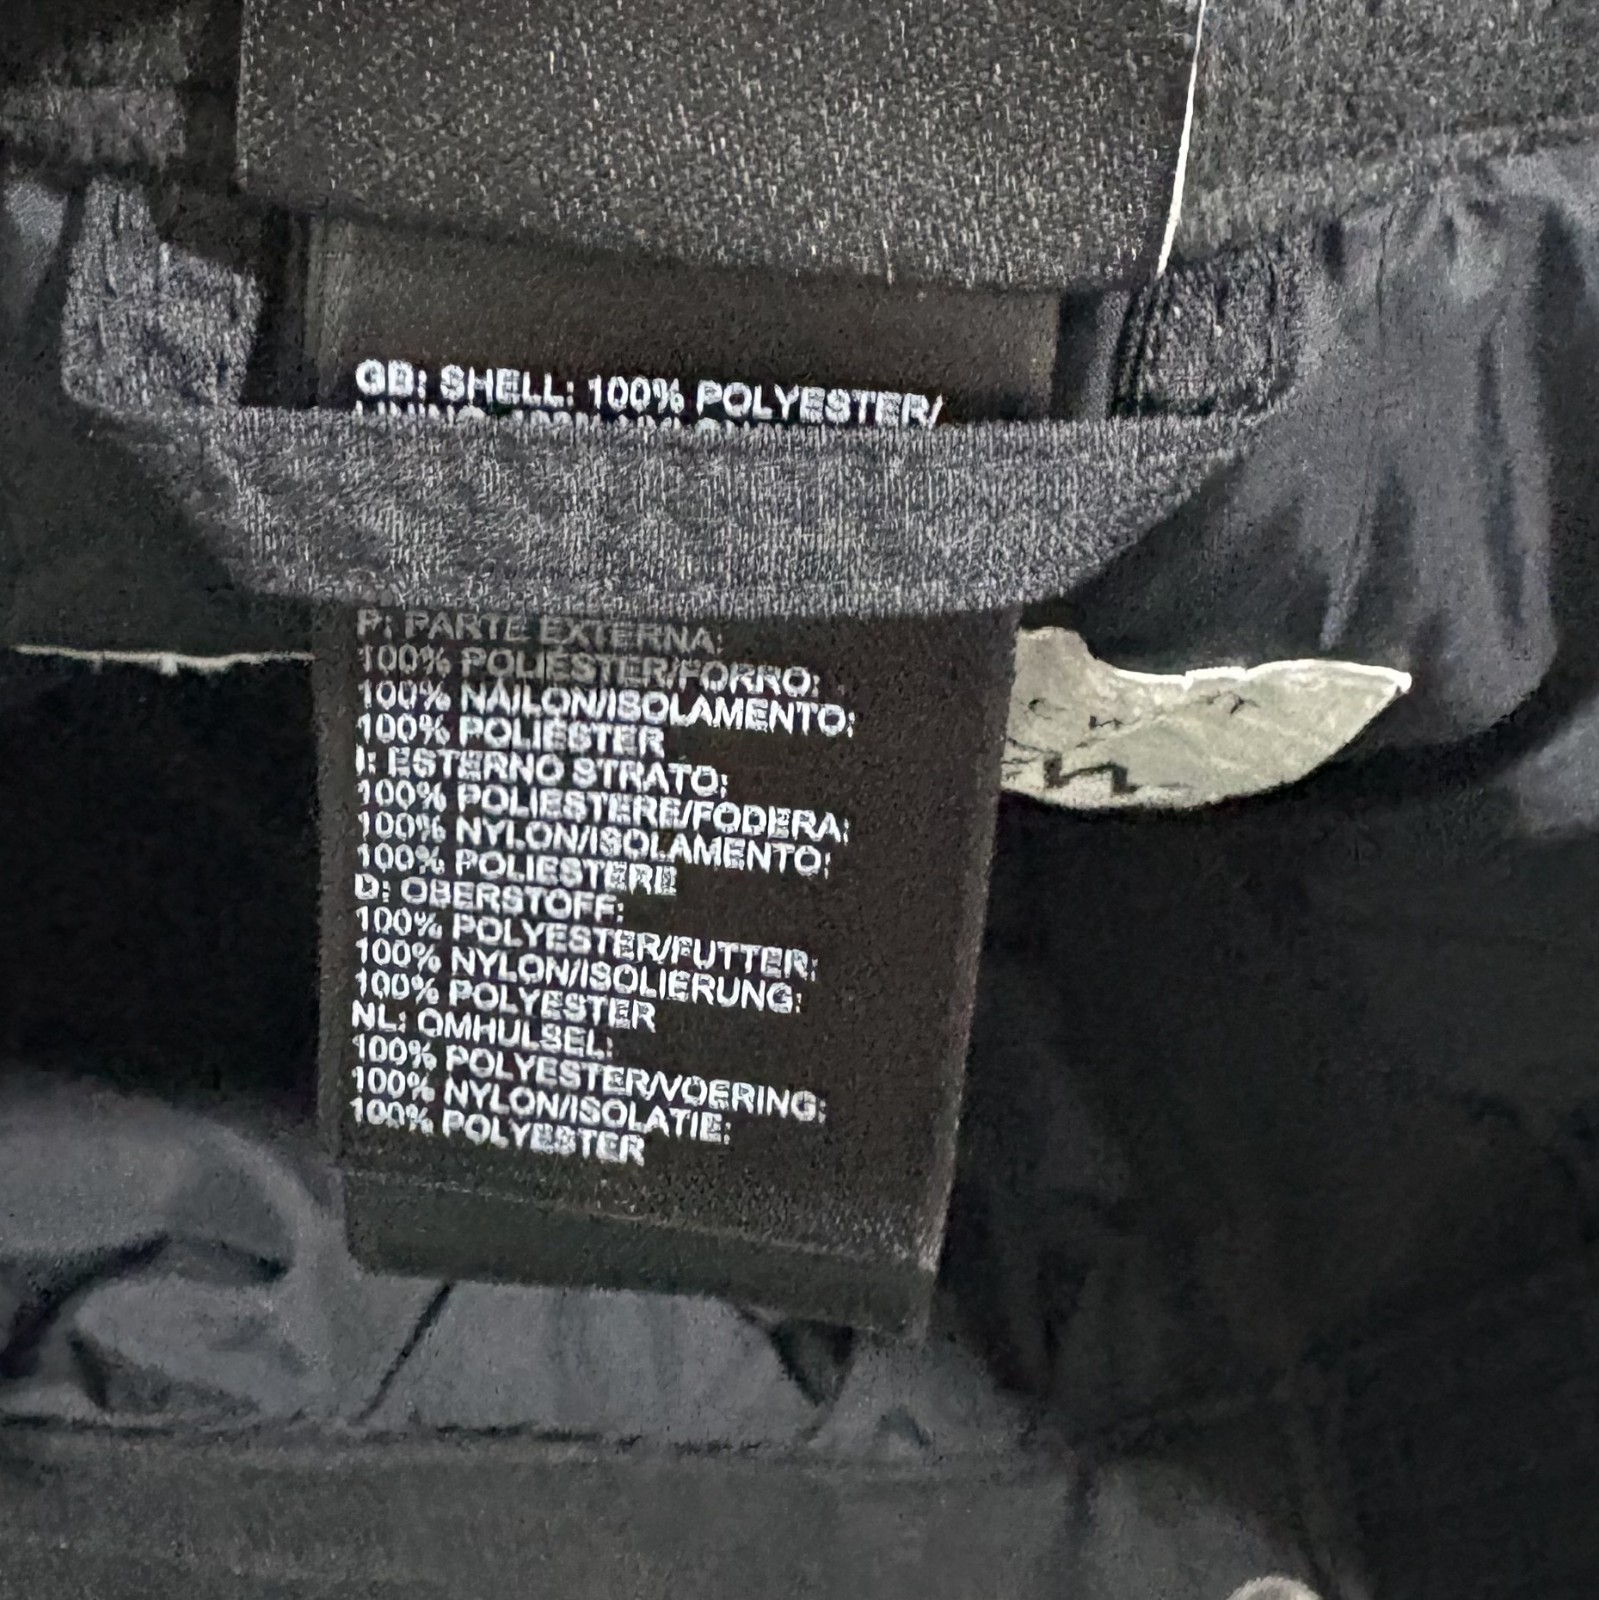 GB: SHELL: 100% POLYESTER/
P: PARTE EXTERNA:
100% POLIÉSTER/FORRO:
100% NÁILON/ISOLAMENTO:
100% POLIÉSTER
I: ESTERNO STRATO:
100% POLIESTERE/FODERA:
100% NYLON/ISOLAMENTO:
100% POLIESTERE
D: OBERSTOFF:
100% POLYESTER/FUTTER:
100% NYLON/ISOLIERUNG:
100% POLYESTER
NL: OMHULSEL:
100% POLYESTER/VOERING:
100% NYLON/ISOLATIE:
100% POLYESTER